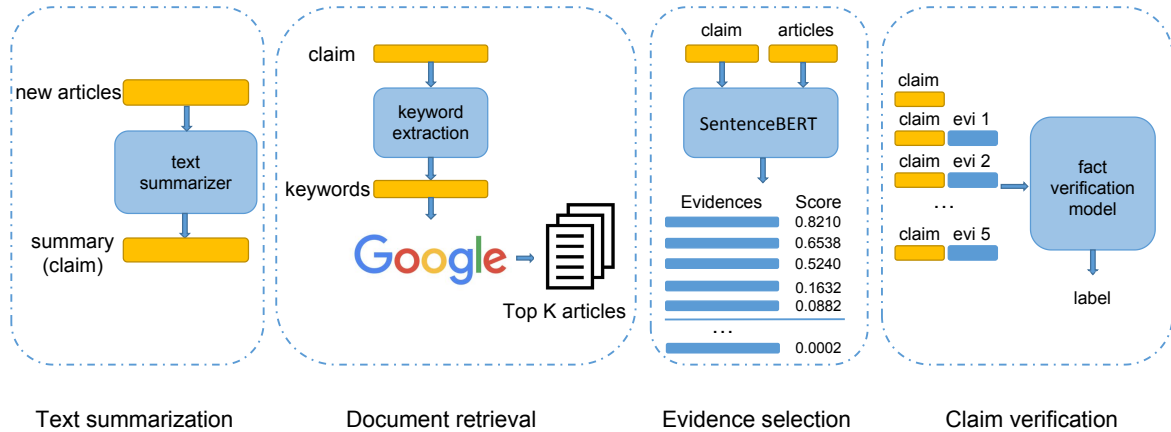 new articles
text
summarizer
summary
(claim)
Text summarization
claim
keyword
extraction
keywords
Google
Top K articles
Document retrieval
claim articles
SentenceBERT
Evidences Score
0.8210
0.6538
0.5240
0.1632
0.0882
...
0.0002
Evidence selection
claim
claim evi 1
claim evi 2
...
claim evi 5
fact
verification
model
label
Claim verification